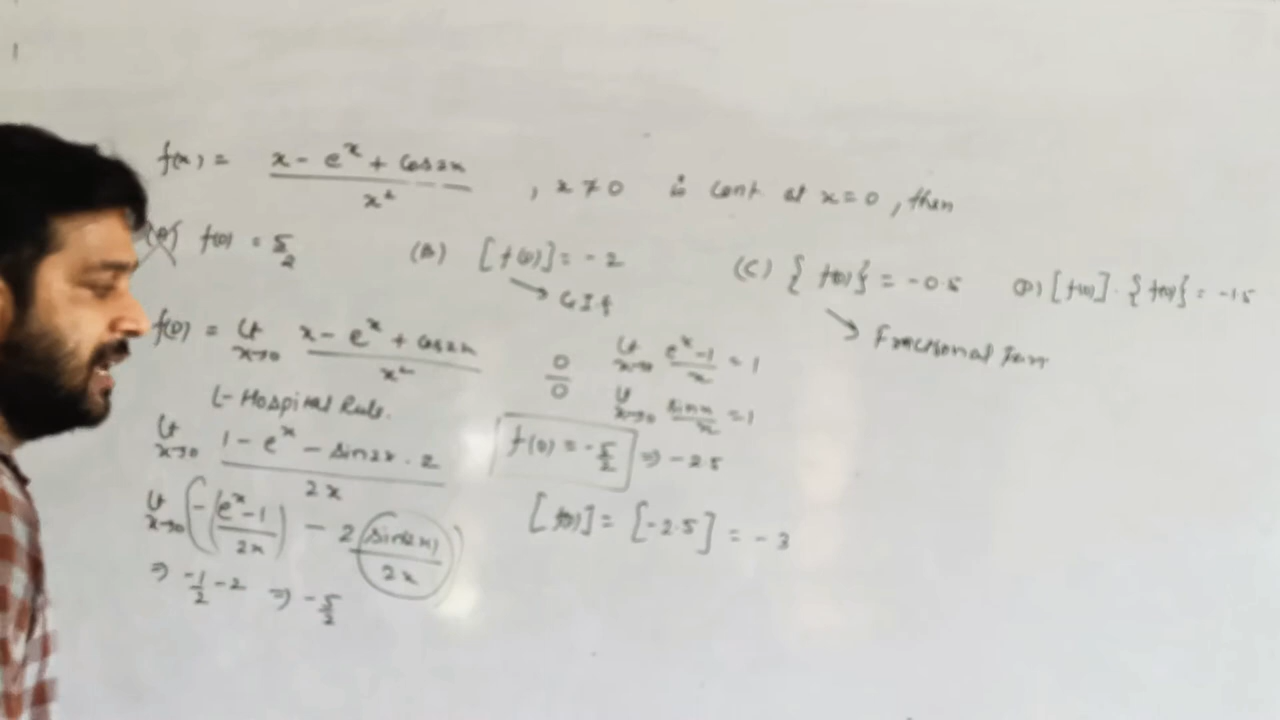 f(x) = x - e^x + Cos2x / x² , x ≠ 0 is cont at x=0, then
(A) f(0) = 5/2 (B) [f(0)] = -2 (C) {f(0)} = -0.5 (D) [f(0)]·{f(0)} = -1.5
GIf Fractional
f(0) = Lt x→0 x - e^x + Cos2x / x² 0/0 Lt x→0 e^x-1 / x = 1
L-Hospital Rule. Lt x→0 sinx / x = 1
Lt x→0 1 - e^x - sin2x · 2 / 2x f(0) = -5/2 ⇒ -2.5
Lt x→0 (-(e^x-1 / 2x) - 2 (sin(2x) / 2x)) [f(0)] = [-2.5] = -3
⇒ -1/2 - 2 ⇒ -5/2